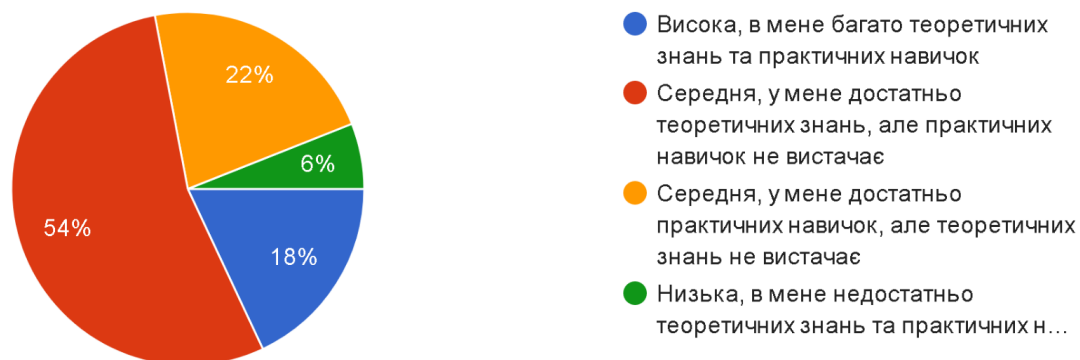 22%
6%
54%
18%
Висока, в мене багато теоретичних
знань та практичних навичок
Середня, у мене достатньо
теоретичних знань, але практичних
навичок не вистачає
Середня, у мене достатньо
практичних навичок, але теоретичних
знань не вистачає
Низька, в мене недостатньо
теоретичних знань та практичних н…